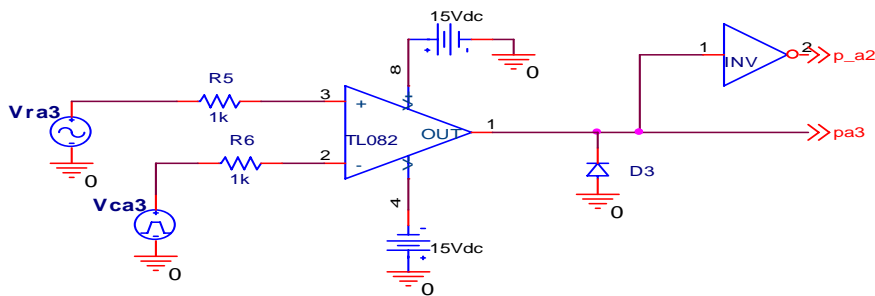 15Vdc
0
8
1
INV
2
p_a2
R5
1k
3
+
Vra3
0
TL082
OUT
1
pa3
R6
1k
2
-
Vca3
0
D3
0
4
15Vdc
0